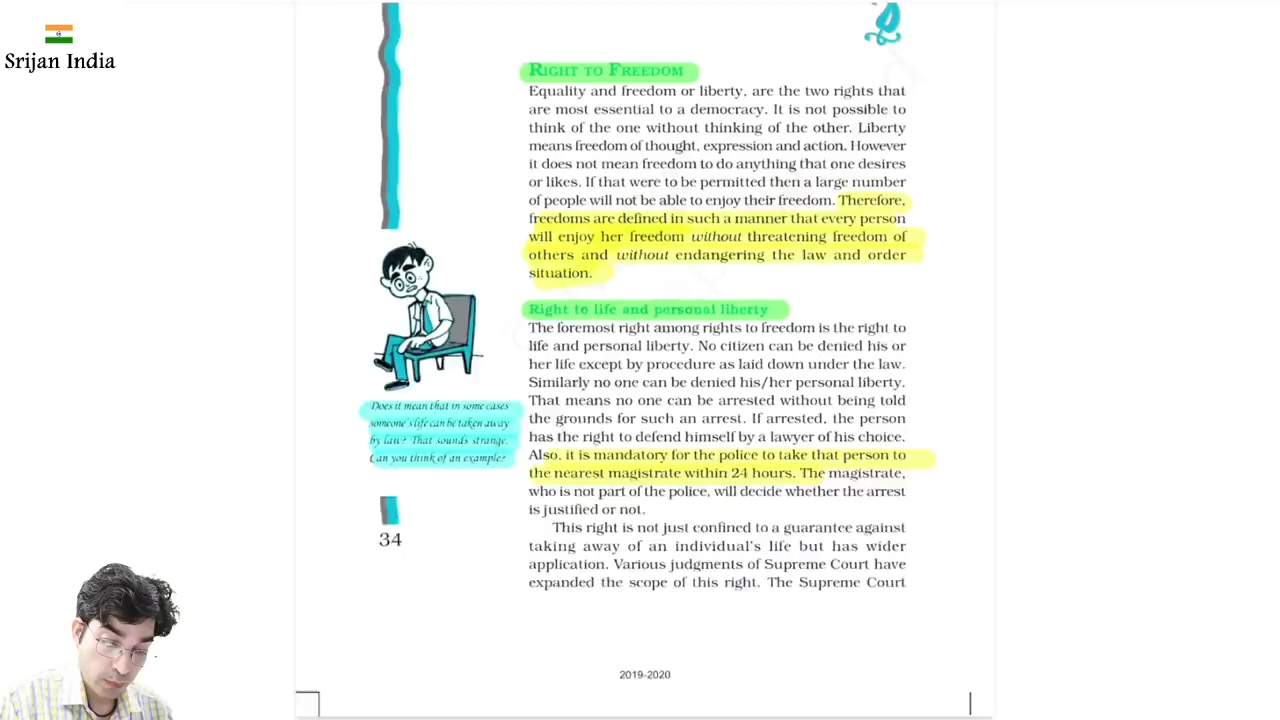 Srijan India
RIGHT TO FREEDOM
Equality and freedom or liberty, are the two rights that
are most essential to a democracy. It is not possible to
think of the one without thinking of the other. Liberty
means freedom of thought, expression and action. However
it does not mean freedom to do anything that one desires
or likes. If that were to be permitted then a large number
of people will not be able to enjoy their freedom. Therefore,
freedoms are defined in such a manner that every person
will enjoy her freedom without threatening freedom of
others and without endangering the law and order
situation.
Right to life and personal liberty
The foremost right among rights to freedom is the right to
life and personal liberty. No citizen can be denied his or
her life except by procedure as laid down under the law.
Similarly no one can be denied his/her personal liberty.
That means no one can be arrested without being told
the grounds for such an arrest. If arrested, the person
has the right to defend himself by a lawyer of his choice.
Also, it is mandatory for the police to take that person to
the nearest magistrate within 24 hours. The magistrate,
who is not part of the police, will decide whether the arrest
is justified or not.
This right is not just confined to a guarantee against
taking away of an individual's life but has wider
application. Various judgments of Supreme Court have
expanded the scope of this right. The Supreme Court
Does it mean that in some cases
someone's life can be taken away
by law? That sounds strange.
Can you think of an example?
34
2019-2020